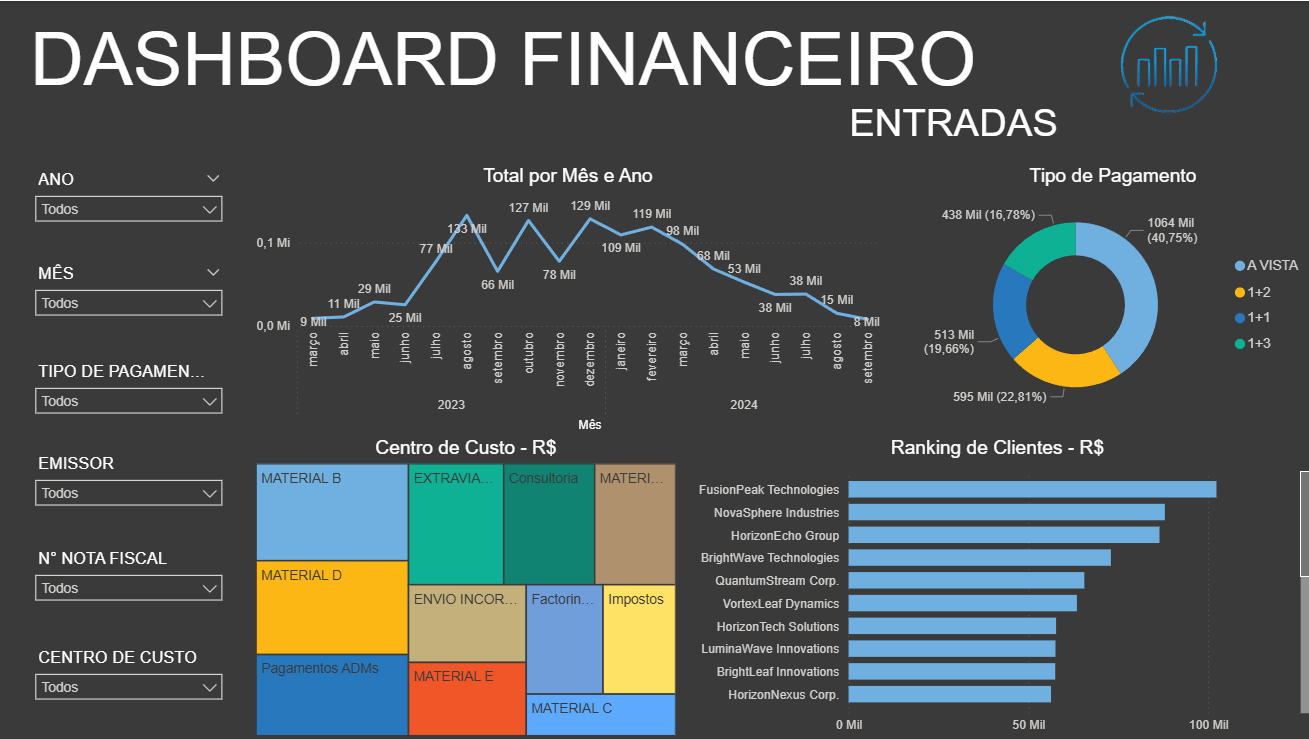 DASHBOARD FINANCEIRO
ENTRADAS
ANO
Todos
MÊS
Todos
TIPO DE PAGAMEN...
Todos
EMISSOR
Todos
N° NOTA FISCAL
Todos
CENTRO DE CUSTO
Todos
Total por Mês e Ano
0,1 Mi
0,0 Mi
9 Mil
11 Mil
29 Mil
25 Mil
77 Mil
133 Mil
66 Mil
127 Mil
78 Mil
129 Mil
109 Mil
119 Mil
98 Mil
68 Mil
53 Mil
38 Mil
38 Mil
15 Mil
8 Mil
março
abril
maio
junho
julho
agosto
setembro
outubro
novembro
dezembro
janeiro
fevereiro
março
abril
maio
junho
julho
agosto
setembro
2023
2024
Mês
Tipo de Pagamento
438 Mil (16,78%)
1064 Mil
(40,75%)
513 Mil
(19,66%)
595 Mil (22,81%)
A VISTA
1+2
1+1
1+3
Centro de Custo - R$
MATERIAL B
MATERIAL D
Pagamentos ADMs
EXTRAVIA...
Consultoria
MATERI...
ENVIO INCOR...
Factorin...
Impostos
MATERIAL E
MATERIAL C
Ranking de Clientes - R$
FusionPeak Technologies
NovaSphere Industries
HorizonEcho Group
BrightWave Technologies
QuantumStream Corp.
VortexLeaf Dynamics
HorizonTech Solutions
LuminaWave Innovations
BrightLeaf Innovations
HorizonNexus Corp.
0 Mil
50 Mil
100 Mil